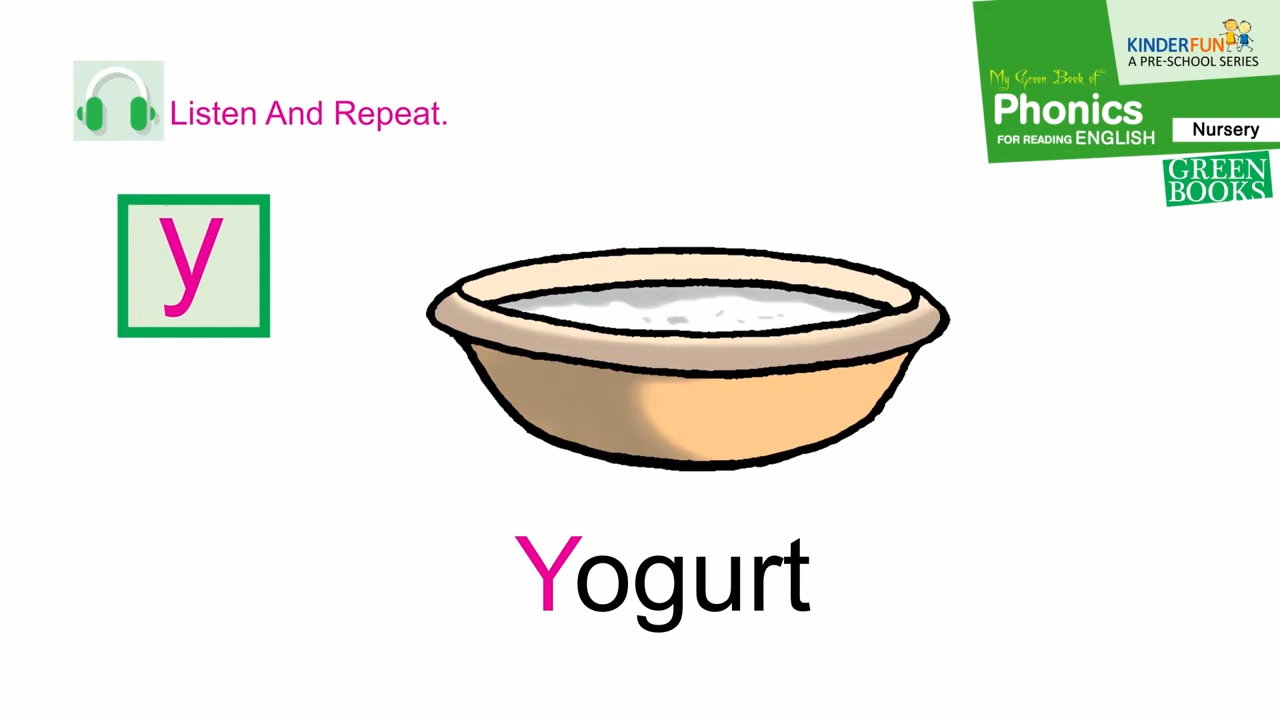 KINDERFUN
A PRE-SCHOOL SERIES
My Green Book of
Phonics
FOR READING ENGLISH
Nursery
GREEN
BOOKS
Listen And Repeat.
y
Yogurt